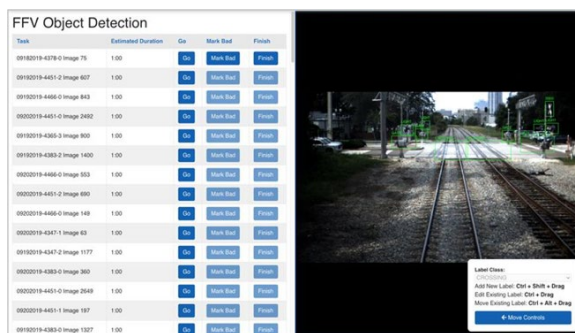 FFV Object Detection
Task Estimated Duration Go Mark Bad Finish
09182019-4378-0 Image 75 1:00 Go Mark Bad Finish
09192019-4451-2 Image 607 1:00 Go Mark Bad Finish
09192019-4466-0 Image 843 1:00 Go Mark Bad Finish
09202019-4451-0 Image 2492 1:00 Go Mark Bad Finish
09192019-4365-3 Image 900 1:00 Go Mark Bad Finish
09192019-4383-2 Image 1400 1:00 Go Mark Bad Finish
09202019-4466-0 Image 553 1:00 Go Mark Bad Finish
09202019-4451-2 Image 680 1:00 Go Mark Bad Finish
09202019-4466-0 Image 149 1:00 Go Mark Bad Finish
09202019-4347-1 Image 63 1:00 Go Mark Bad Finish
09192019-4347-2 Image 1177 1:00 Go Mark Bad Finish
09202019-4383-0 Image 360 1:00 Go Mark Bad Finish
09202019-4451-0 Image 2649 1:00 Go Mark Bad Finish
09202019-4451-1 Image 197 1:00 Go Mark Bad Finish
09192019-4383-0 Image 1327 1:00 Go Mark Bad Finish
Label Class:
CROSSING
Add New Label: Ctrl + Shift + Drag
Edit Existing Label: Ctrl + Drag
Move Existing Label: Ctrl + Alt + Drag
← Move Controls